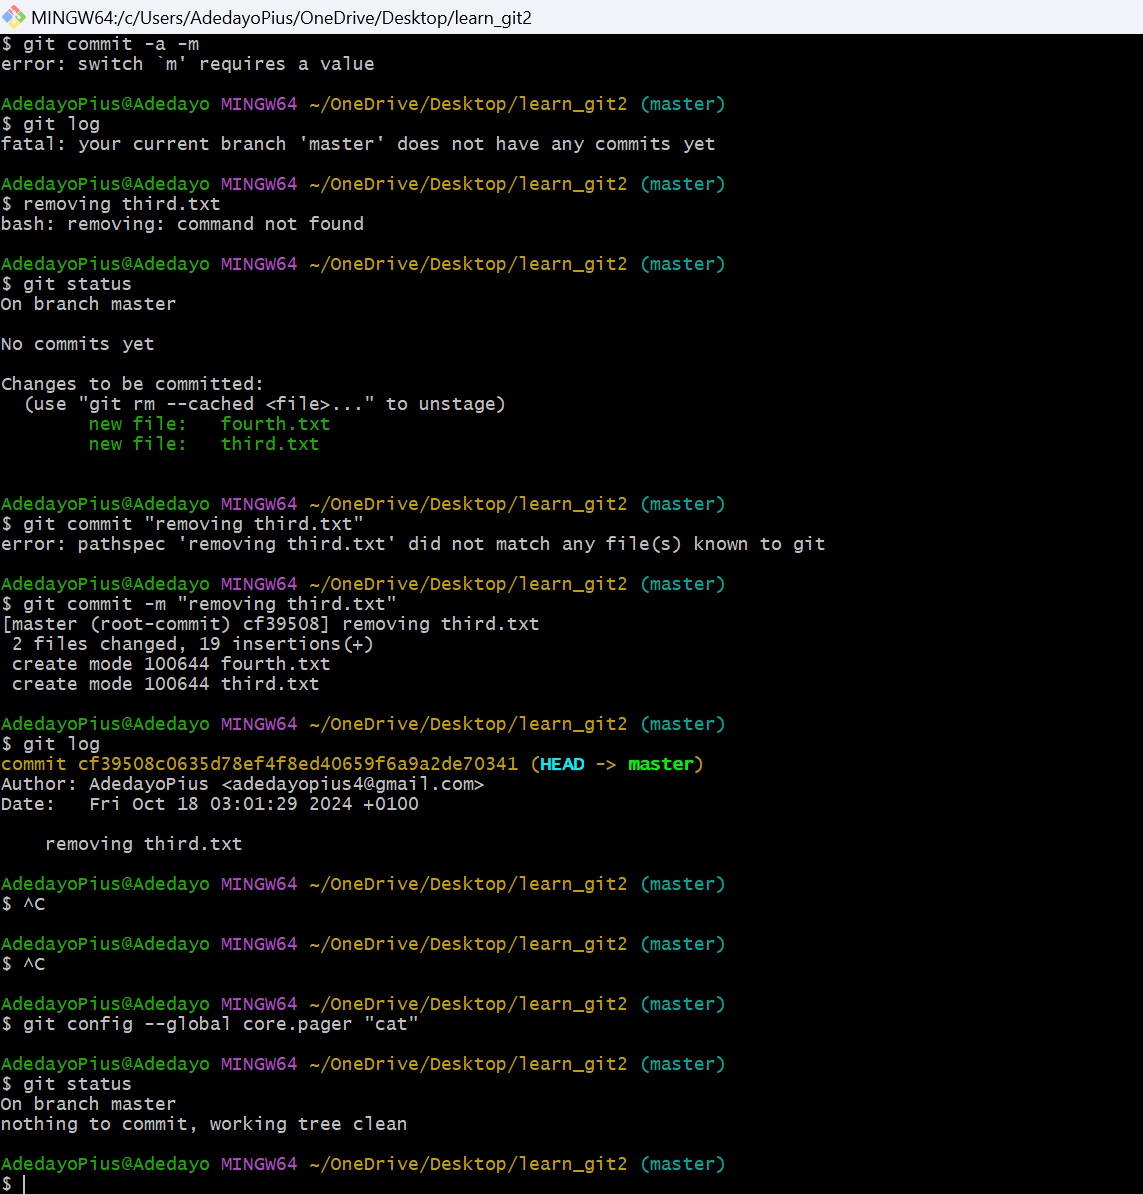 MINGW64:/c/Users/AdedayoPius/OneDrive/Desktop/learn_git2
$ git commit -a -m
error: switch `m' requires a value
AdedayoPius@Adedayo MINGW64 ~/OneDrive/Desktop/learn_git2 (master)
$ git log
fatal: your current branch 'master' does not have any commits yet
AdedayoPius@Adedayo MINGW64 ~/OneDrive/Desktop/learn_git2 (master)
$ removing third.txt
bash: removing: command not found
AdedayoPius@Adedayo MINGW64 ~/OneDrive/Desktop/learn_git2 (master)
$ git status
On branch master
No commits yet
Changes to be committed:
  (use "git rm --cached <file>..." to unstage)
        new file:   fourth.txt
        new file:   third.txt
AdedayoPius@Adedayo MINGW64 ~/OneDrive/Desktop/learn_git2 (master)
$ git commit "removing third.txt"
error: pathspec 'removing third.txt' did not match any file(s) known to git
AdedayoPius@Adedayo MINGW64 ~/OneDrive/Desktop/learn_git2 (master)
$ git commit -m "removing third.txt"
[master (root-commit) cf39508] removing third.txt
 2 files changed, 19 insertions(+)
 create mode 100644 fourth.txt
 create mode 100644 third.txt
AdedayoPius@Adedayo MINGW64 ~/OneDrive/Desktop/learn_git2 (master)
$ git log
commit cf39508c0635d78ef4f8ed40659f6a9a2de70341 (HEAD -> master)
Author: AdedayoPius <adedayopius4@gmail.com>
Date:   Fri Oct 18 03:01:29 2024 +0100
    removing third.txt
AdedayoPius@Adedayo MINGW64 ~/OneDrive/Desktop/learn_git2 (master)
$ ^C
AdedayoPius@Adedayo MINGW64 ~/OneDrive/Desktop/learn_git2 (master)
$ ^C
AdedayoPius@Adedayo MINGW64 ~/OneDrive/Desktop/learn_git2 (master)
$ git config --global core.pager "cat"
AdedayoPius@Adedayo MINGW64 ~/OneDrive/Desktop/learn_git2 (master)
$ git status
On branch master
nothing to commit, working tree clean
AdedayoPius@Adedayo MINGW64 ~/OneDrive/Desktop/learn_git2 (master)
$